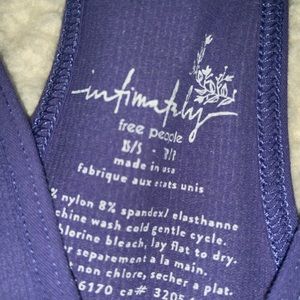 intimately
free people
made in usa
fabrique aux etats unis
% nylon 8% spandex/ elasthanne
chine wash cold gentle cycle.
hlorine bleach, lay flat to dry.
r separement a la main.
t non chlore, secher a plat.
6170 ca# 3205